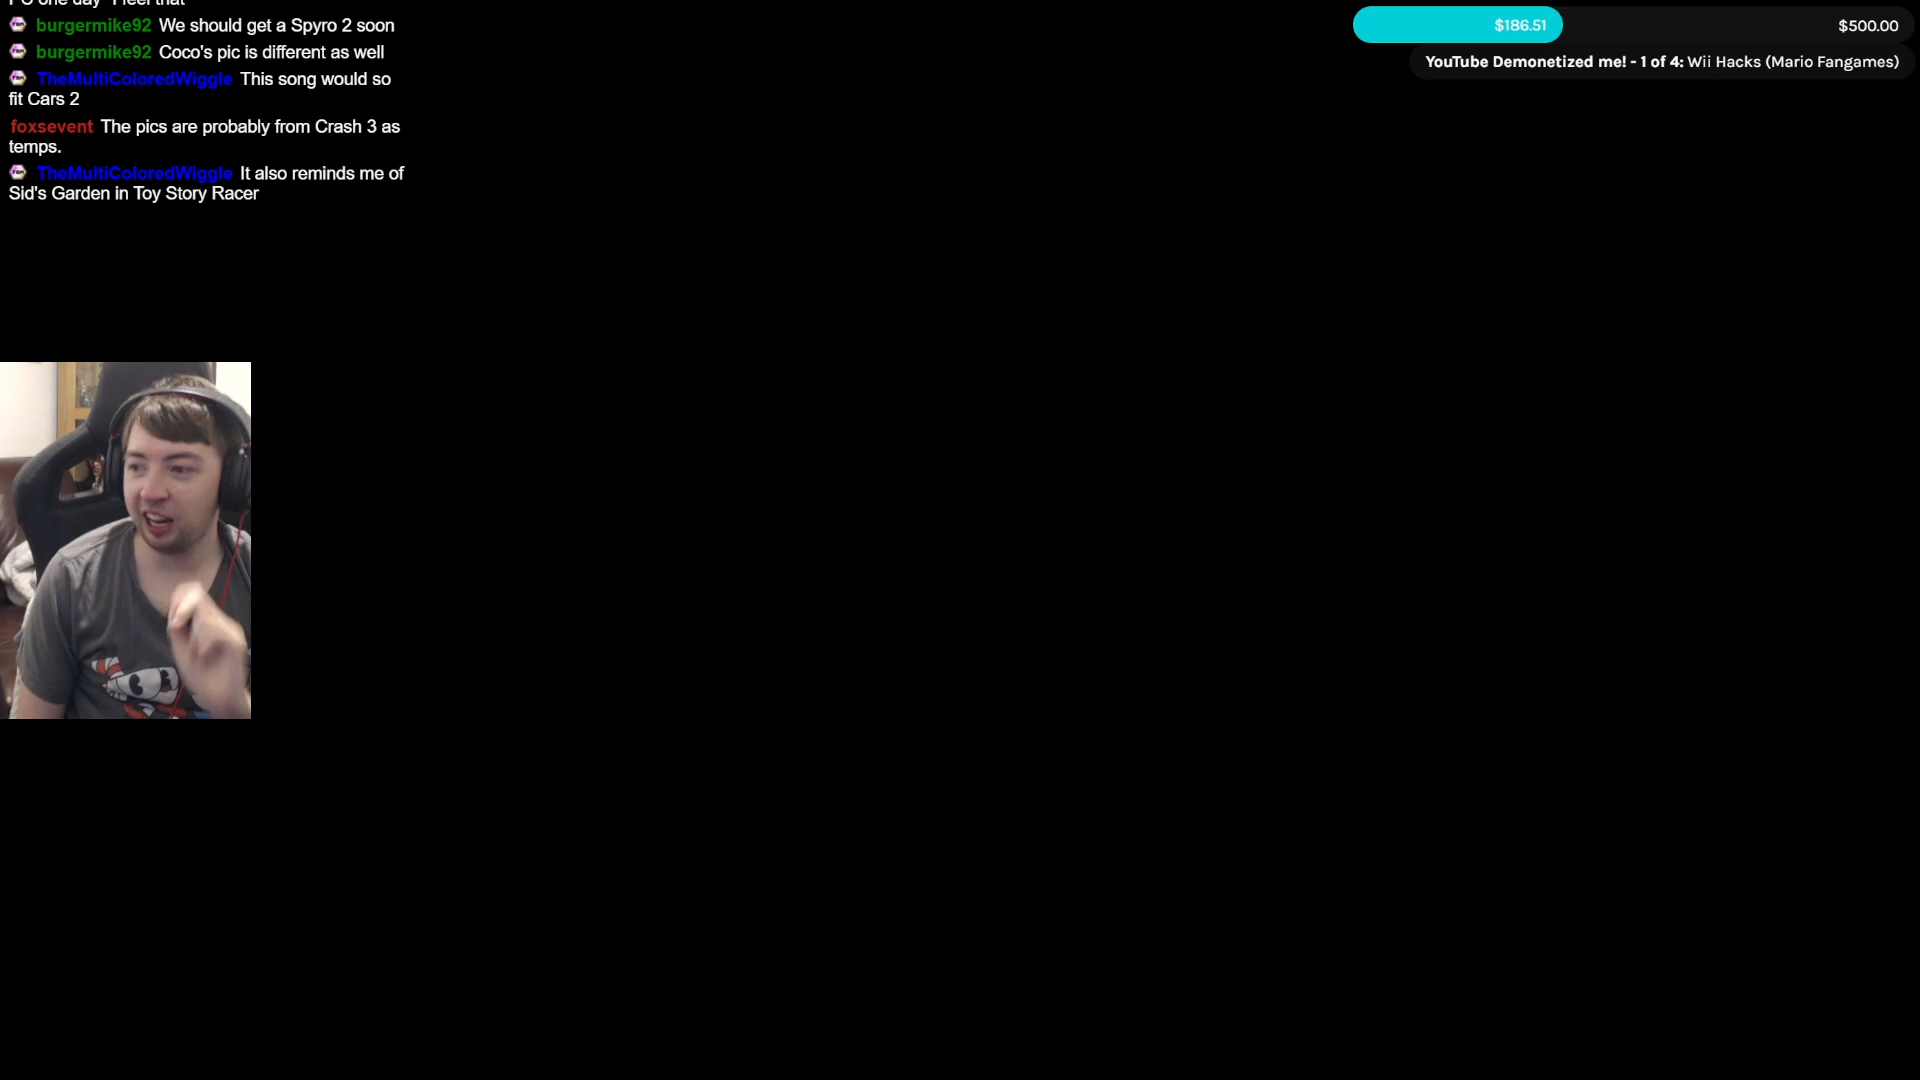 burgermike92 We should get a Spyro 2 soon
burgermike92 Coco's pic is different as well
TheMultiColoredWiggle This song would so
fit Cars 2
foxsevent The pics are probably from Crash 3 as
temps.
TheMultiColoredWiggle It also reminds me of
Sid's Garden in Toy Story Racer
$186.51 $500.00
YouTube Demonetized me! - 1 of 4: Wii Hacks (Mario Fangames)